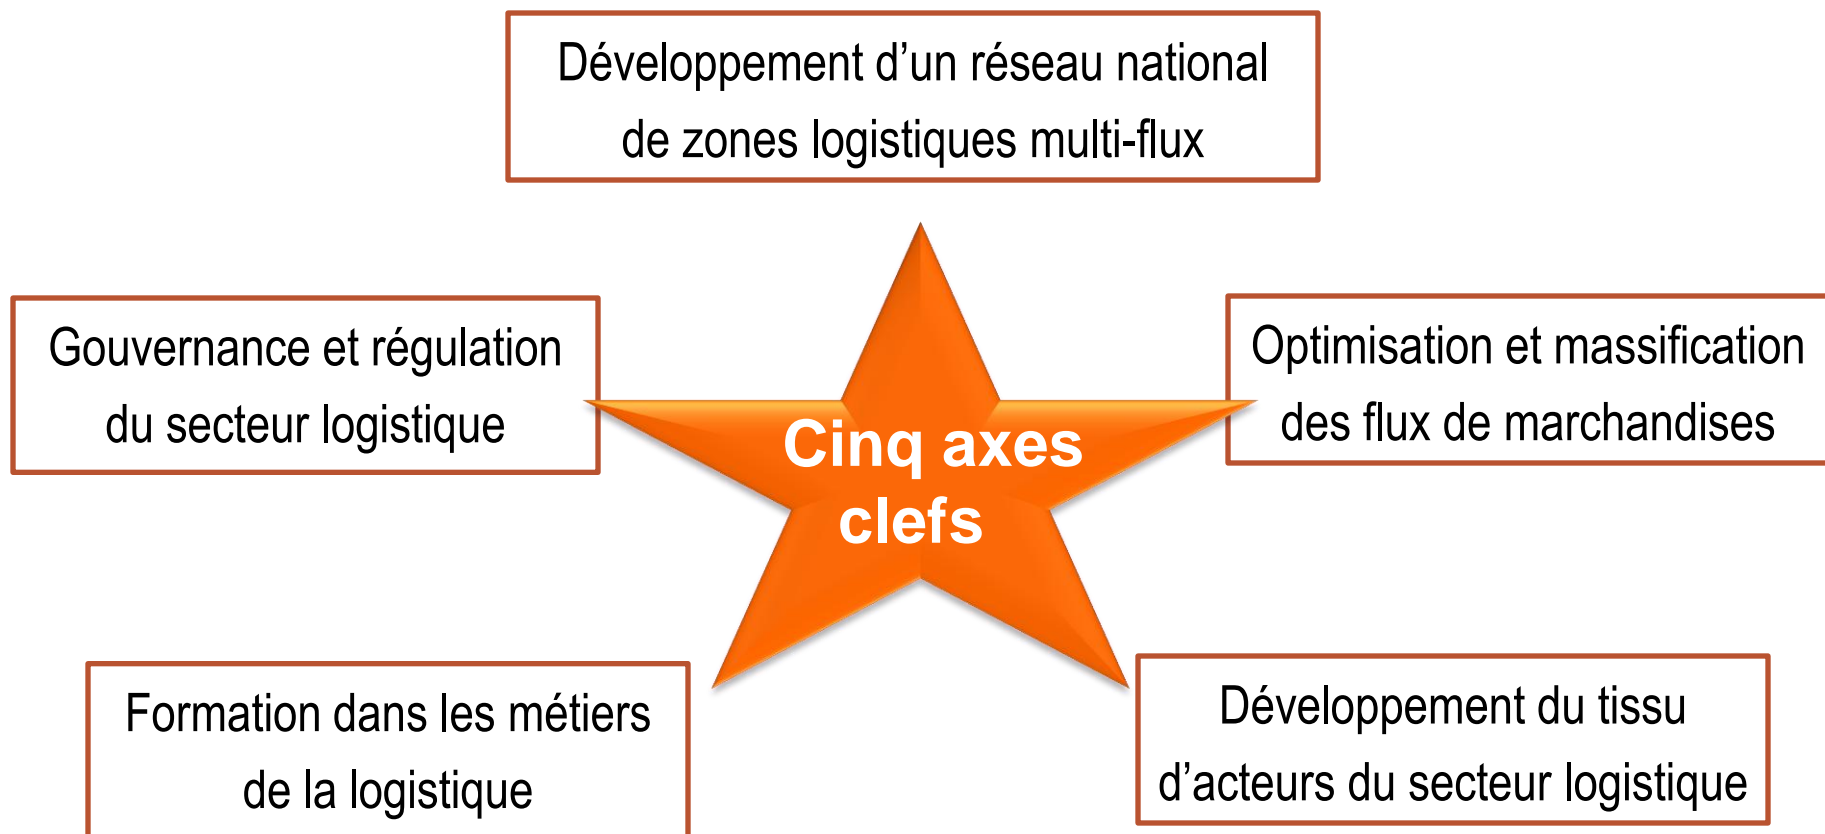 Développement d’un réseau national
de zones logistiques multi-flux
Gouvernance et régulation
du secteur logistique
Optimisation et massification
des flux de marchandises
Cinq axes
clefs
Formation dans les métiers
de la logistique
Développement du tissu
d’acteurs du secteur logistique